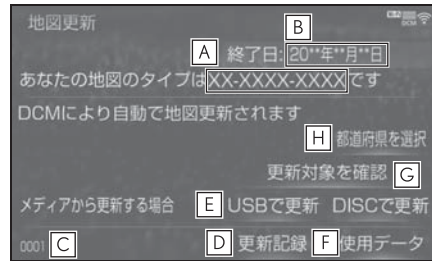 地図更新 DCM
B
A 終了日: 20**年**月**日
あなたの地図のタイプはXX-XXXX-XXXXです
DCMにより自動で地図更新されます
H 都道府県を選択
更新対象を確認 G
メディアから更新する場合 E USBで更新 DISCで更新
0001 C D 更新記録 F 使用データ